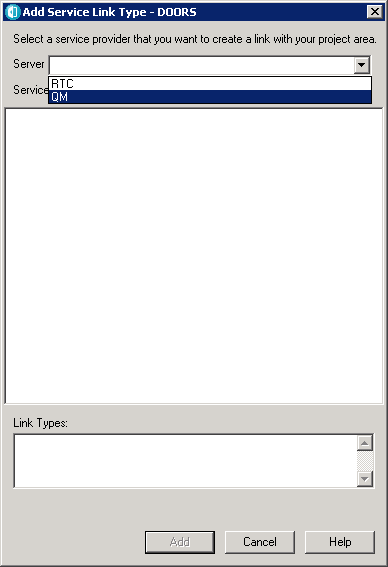 Add Service Link Type - DOORS
Select a service provider that you want to create a link with your project area.
Server
RTC
Service
QM
Link Types:
Add Cancel Help